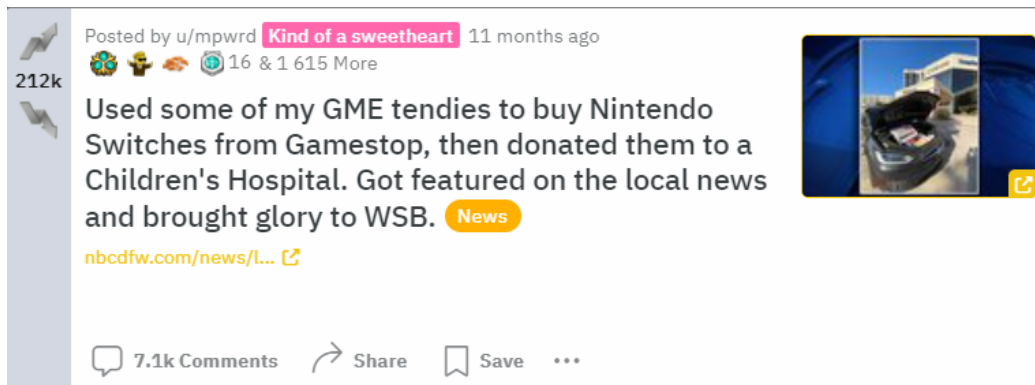 Posted by u/mpwrd Kind of a sweetheart 11 months ago
16 & 1 615 More
212k
Used some of my GME tendies to buy Nintendo
Switches from Gamestop, then donated them to a
Children's Hospital. Got featured on the local news
and brought glory to WSB. News
nbcdfw.com/news/l...
7.1k Comments Share Save